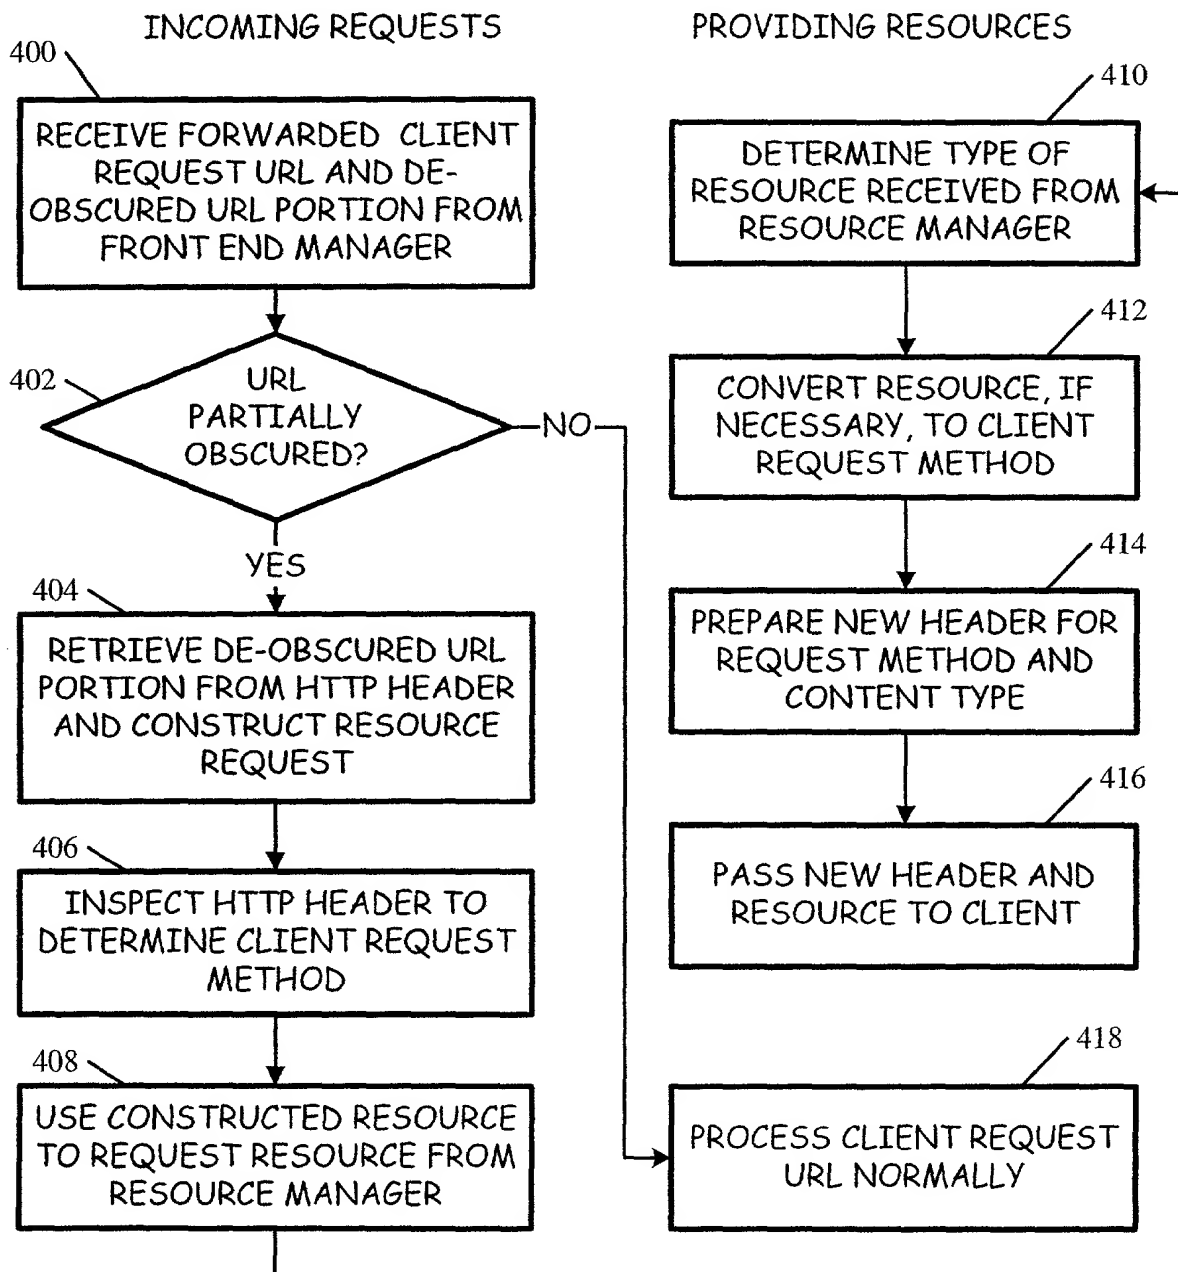 INCOMING REQUESTS
400
RECEIVE FORWARDED CLIENT
REQUEST URL AND DE-
OBSCURED URL PORTION FROM
FRONT END MANAGER
402
URL
PARTIALLY
OBSCURED?
NO
YES
404
RETRIEVE DE-OBSCURED URL
PORTION FROM HTTP HEADER
AND CONSTRUCT RESOURCE
REQUEST
406
INSPECT HTTP HEADER TO
DETERMINE CLIENT REQUEST
METHOD
408
USE CONSTRUCTED RESOURCE
TO REQUEST RESOURCE FROM
RESOURCE MANAGER
PROVIDING RESOURCES
410
DETERMINE TYPE OF
RESOURCE RECEIVED FROM
RESOURCE MANAGER
412
CONVERT RESOURCE, IF
NECESSARY, TO CLIENT
REQUEST METHOD
414
PREPARE NEW HEADER FOR
REQUEST METHOD AND
CONTENT TYPE
416
PASS NEW HEADER AND
RESOURCE TO CLIENT
418
PROCESS CLIENT REQUEST
URL NORMALLY